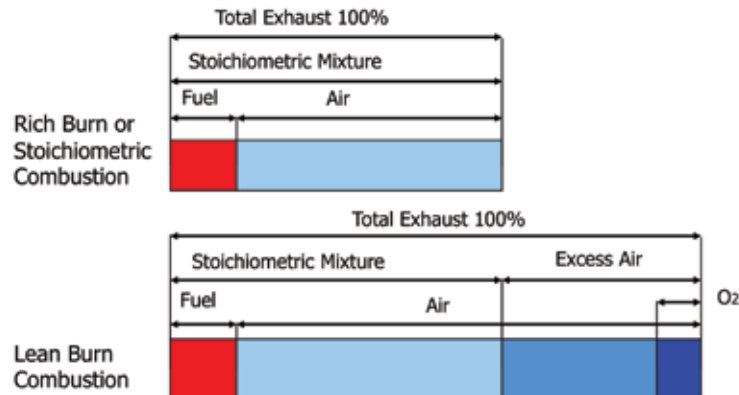 Total Exhaust 100%
Stoichiometric Mixture
Fuel
Air
Rich Burn or
Stoichiometric
Combustion
Total Exhaust 100%
Stoichiometric Mixture
Excess Air
Fuel
Air
O₂
Lean Burn
Combustion